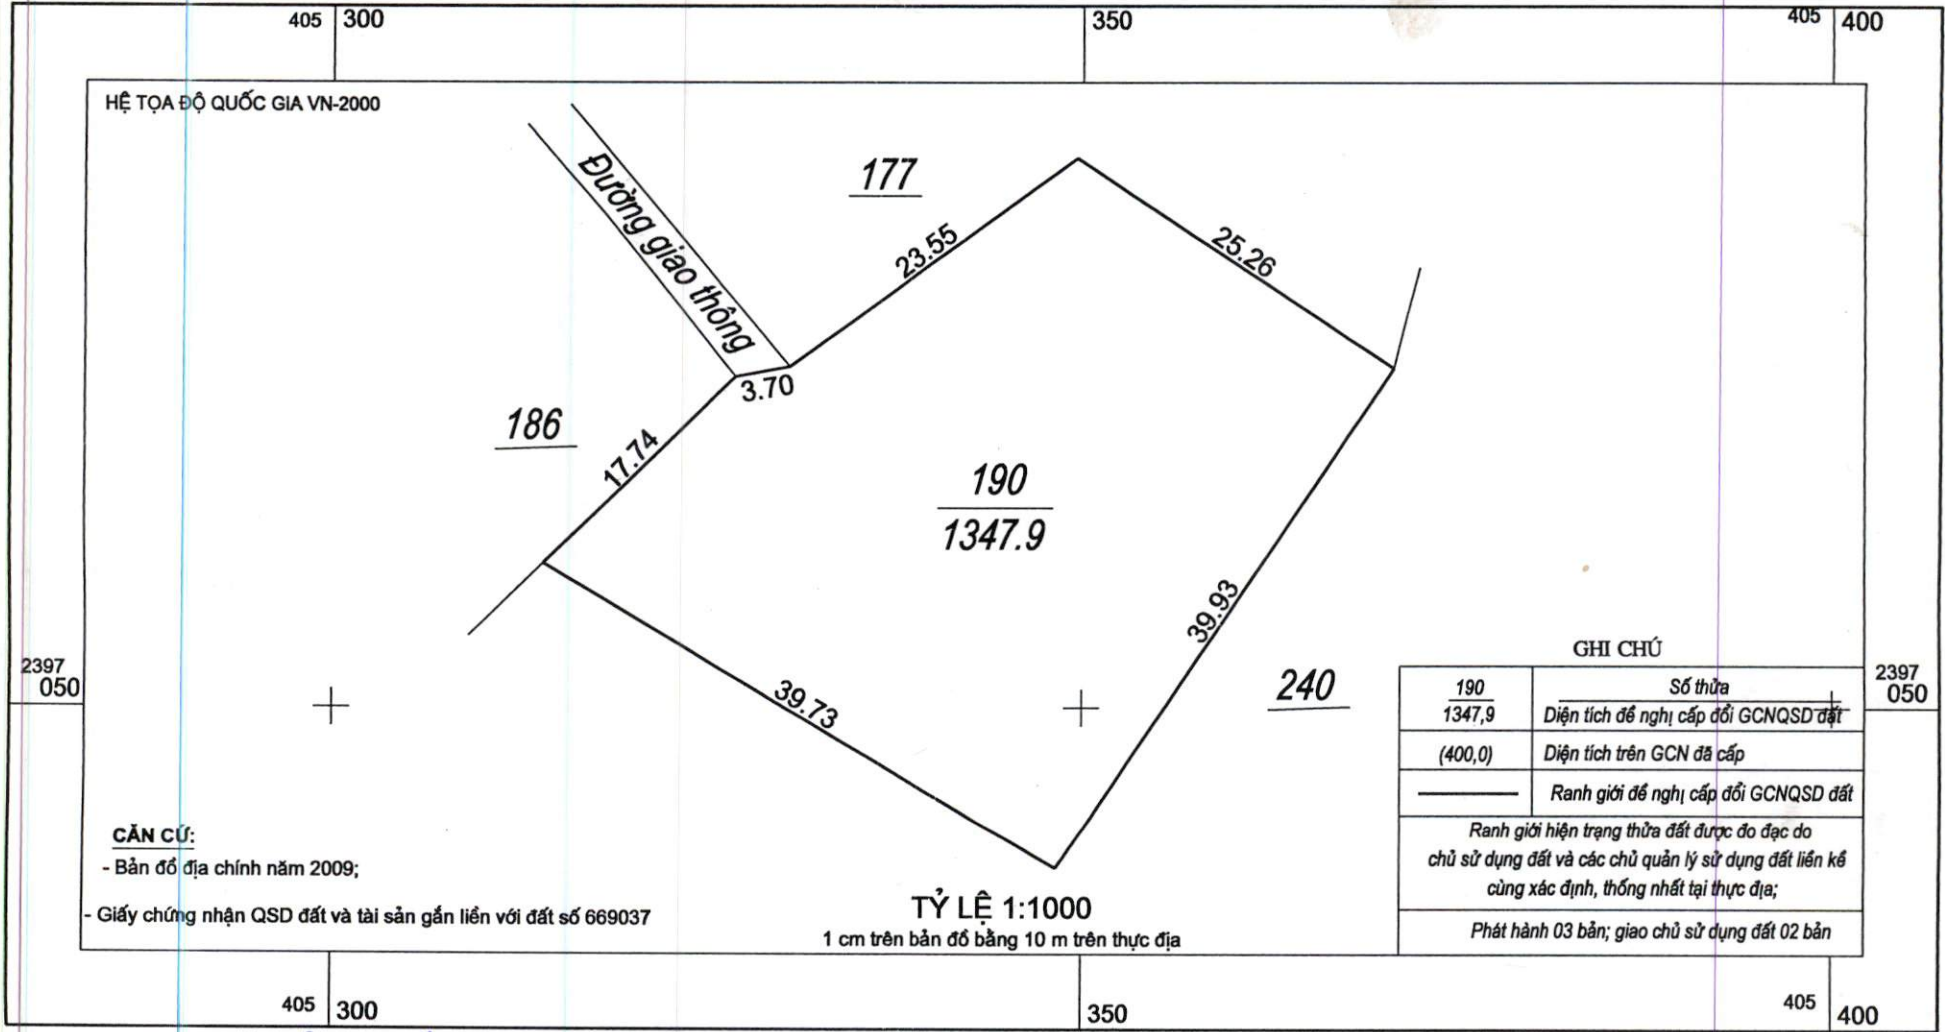 405 300 350 405 400
HỆ TỌA ĐỘ QUỐC GIA VN-2000
Đường giao thông
177
23.55
25.26
3.70
186
17.74
190
1347.9
39.93
39.73
240
2397
050
2397
050
GHI CHÚ
190 Số thửa
1347,9 Diện tích đề nghị cấp đổi GCNQSD đất
(400,0) Diện tích trên GCN đã cấp
Ranh giới đề nghị cấp đổi GCNQSD đất
Ranh giới hiện trạng thửa đất được đo đạc do
chủ sử dụng đất và các chủ quản lý sử dụng đất liền kề
cùng xác định, thống nhất tại thực địa;
Phát hành 03 bản; giao chủ sử dụng đất 02 bản
CĂN CỨ:
- Bản đồ địa chính năm 2009;
- Giấy chứng nhận QSD đất và tài sản gắn liền với đất số 669037
TỶ LỆ 1:1000
1 cm trên bản đồ bằng 10 m trên thực địa
405 300 350 405 400